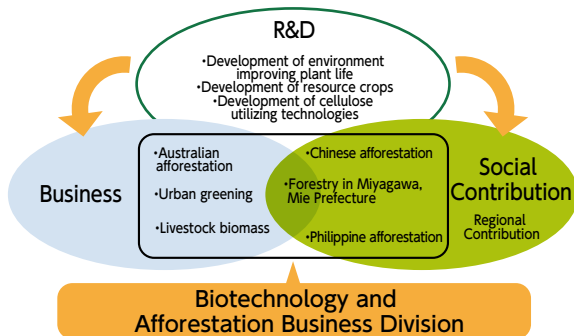 R&D
•Development of environment
improving plant life
•Development of resource crops
•Development of cellulose
utilizing technologies
Business
•Australian
afforestation
•Urban greening
•Livestock biomass
•Chinese afforestation
•Forestry in Miyagawa,
Mie Prefecture
•Philippine afforestation
Social
Contribution
Regional
Contribution
Biotechnology and
Afforestation Business Division